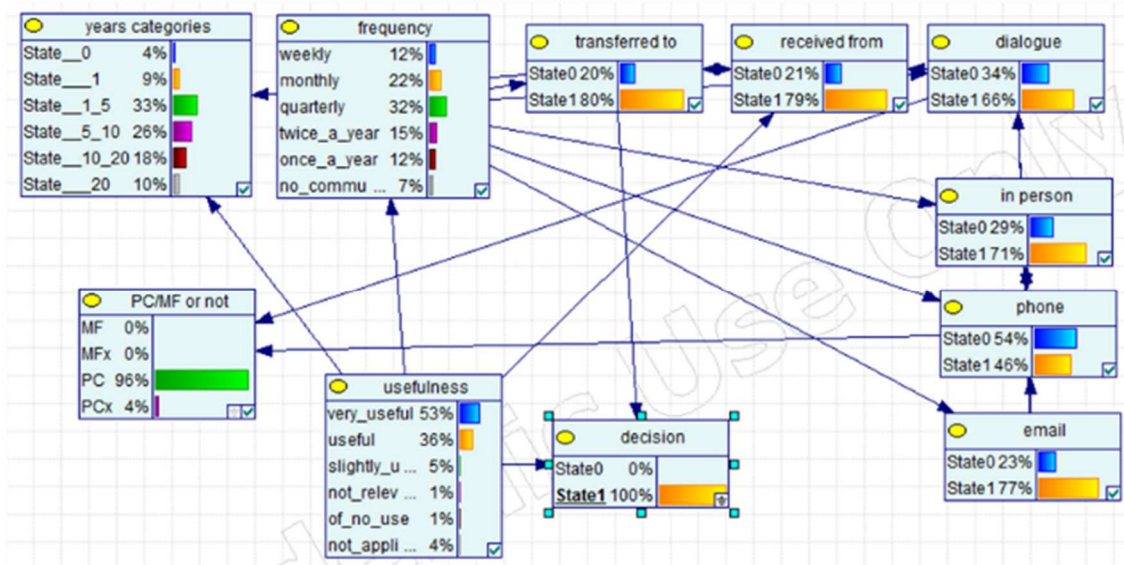 years categories
State__0 4%
State___1 9%
State__1_5 33%
State__5_10 26%
State__10_20 18%
State___20 10%
frequency
weekly 12%
monthly 22%
quarterly 32%
twice_a_year 15%
once_a_year 12%
no_commu ... 7%
transferred to
State0 20%
State1 80%
received from
State0 21%
State1 79%
dialogue
State0 34%
State1 66%
in person
State0 29%
State1 71%
PC/MF or not
MF 0%
MFx 0%
PC 96%
PCx 4%
phone
State0 54%
State1 46%
usefulness
very_useful 53%
useful 36%
slightly_u ... 5%
not_relev ... 1%
of_no_use 1%
not_appli ... 4%
decision
State0 0%
State1 100%
email
State0 23%
State1 77%
Use Only